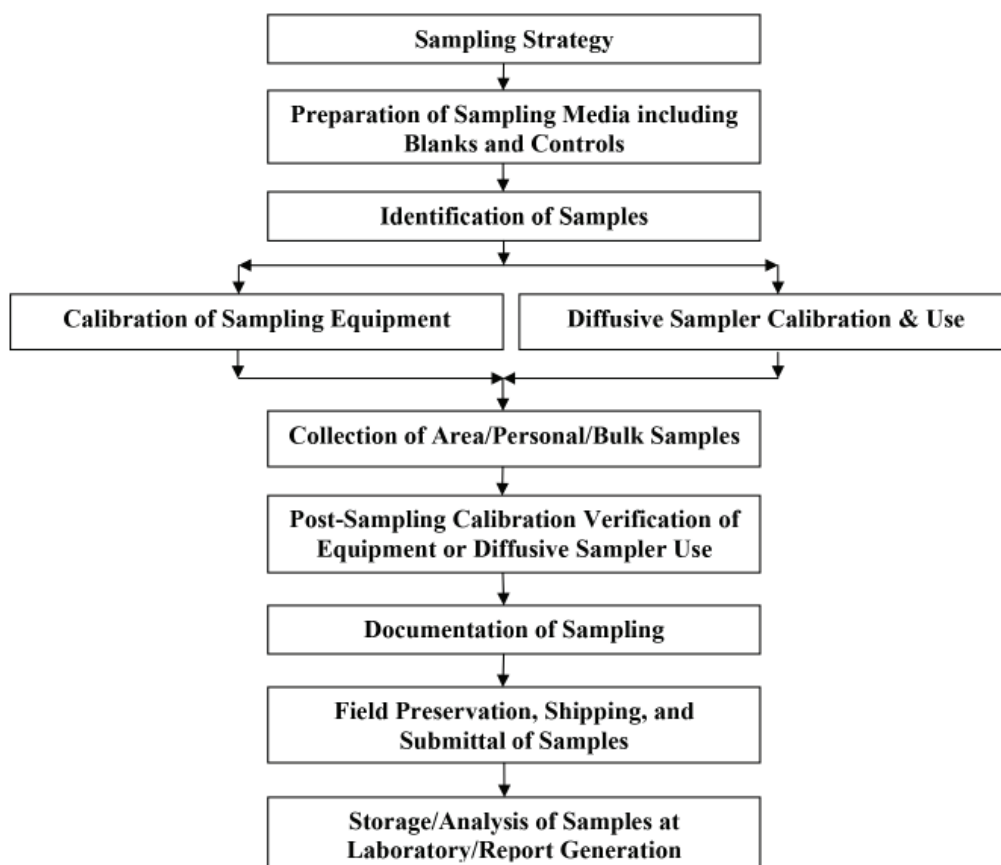 Sampling Strategy
Preparation of Sampling Media including
Blanks and Controls
Identification of Samples
Calibration of Sampling Equipment
Diffusive Sampler Calibration & Use
Collection of Area/Personal/Bulk Samples
Post-Sampling Calibration Verification of
Equipment or Diffusive Sampler Use
Documentation of Sampling
Field Preservation, Shipping, and
Submittal of Samples
Storage/Analysis of Samples at
Laboratory/Report Generation